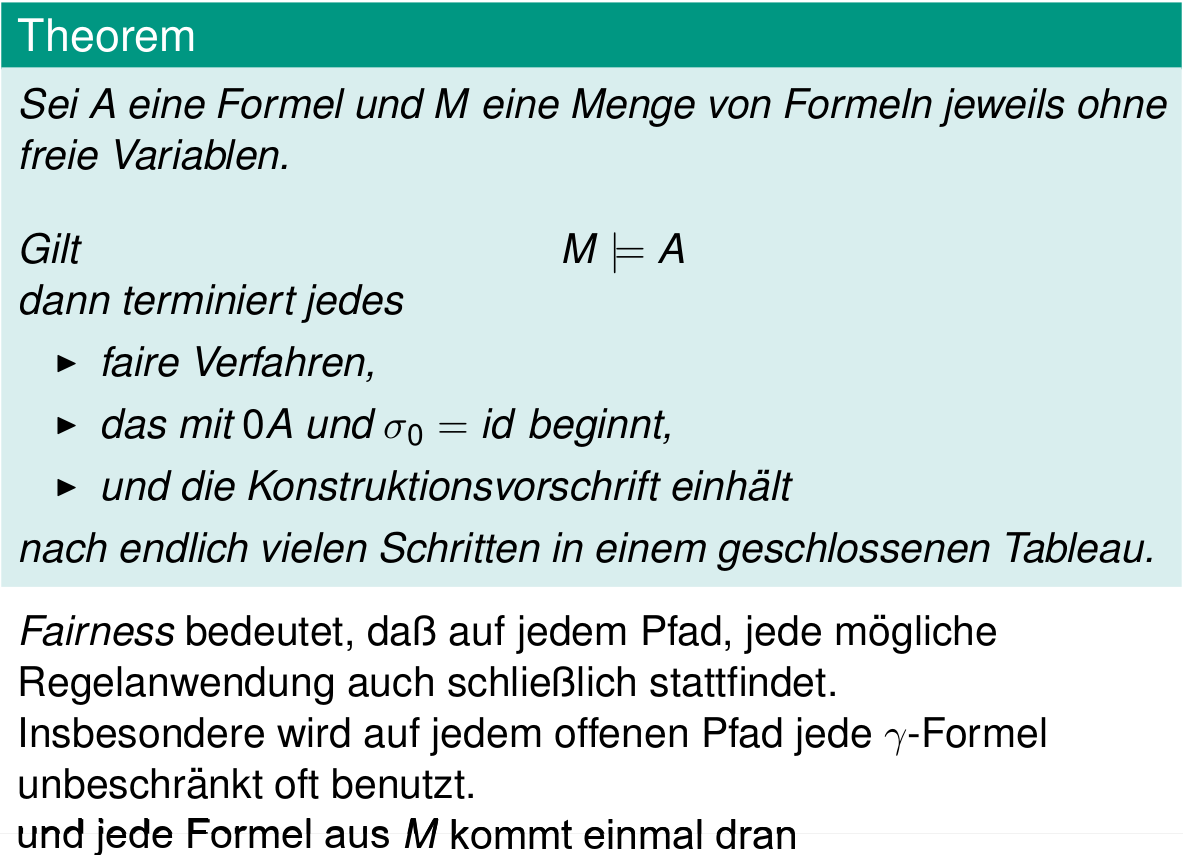 Theorem
Sei A eine Formel und M eine Menge von Formeln jeweils ohne
freie Variablen.
Gilt M ⊨ A
dann terminiert jedes
▶ faire Verfahren,
▶ das mit 0A und σ₀ = id beginnt,
▶ und die Konstruktionsvorschrift einhält
nach endlich vielen Schritten in einem geschlossenen Tableau.
Fairness bedeutet, daß auf jedem Pfad, jede mögliche
Regelanwendung auch schließlich stattfindet.
Insbesondere wird auf jedem offenen Pfad jede γ-Formel
unbeschränkt oft benutzt.
und jede Formel aus M kommt einmal dran